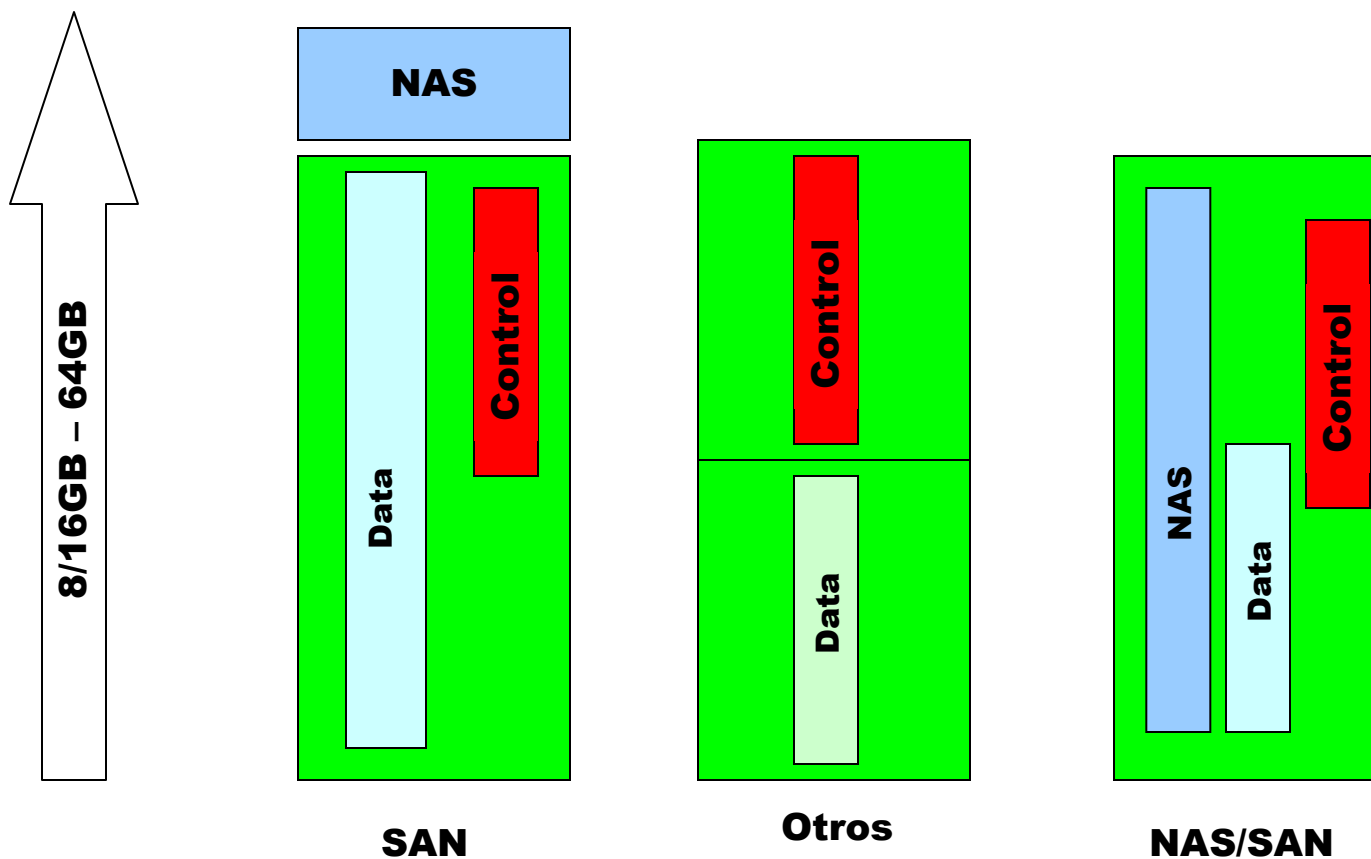 8/16GB – 64GB
NAS
Data
Control
SAN
Control
Data
Otros
NAS
Data
Control
NAS/SAN